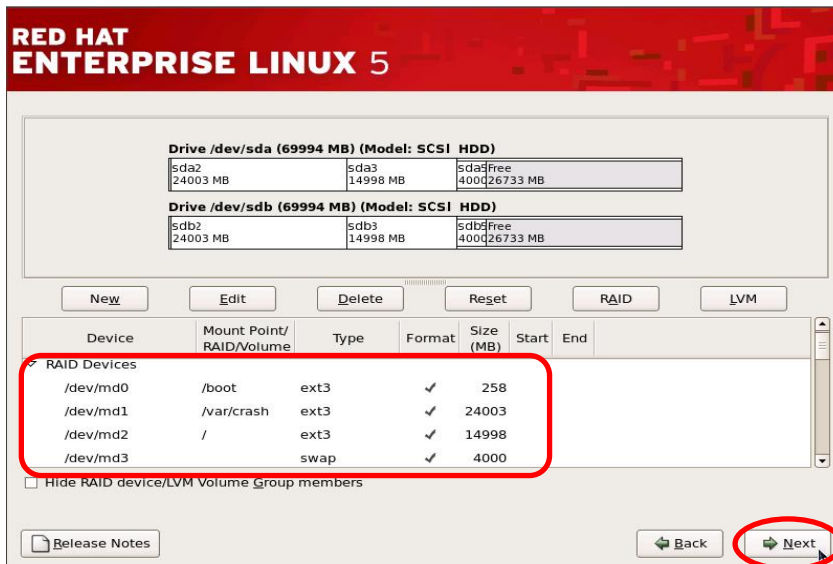 RED HAT
ENTERPRISE LINUX 5
Drive /dev/sda (69994 MB) (Model: SCSI HDD)
sda2 sda3 sda5 Free
24003 MB 14998 MB 4000 26733 MB
Drive /dev/sdb (69994 MB) (Model: SCSI HDD)
sdb2 sdb3 sdb5 Free
24003 MB 14998 MB 4000 26733 MB
New Edit Delete Reset RAID LVM
Device Mount Point/ RAID/Volume Type Format Size (MB) Start End
RAID Devices
/dev/md0 /boot ext3 ✓ 258
/dev/md1 /var/crash ext3 ✓ 24003
/dev/md2 / ext3 ✓ 14998
/dev/md3 swap ✓ 4000
Hide RAID device/LVM Volume Group members
Release Notes Back Next